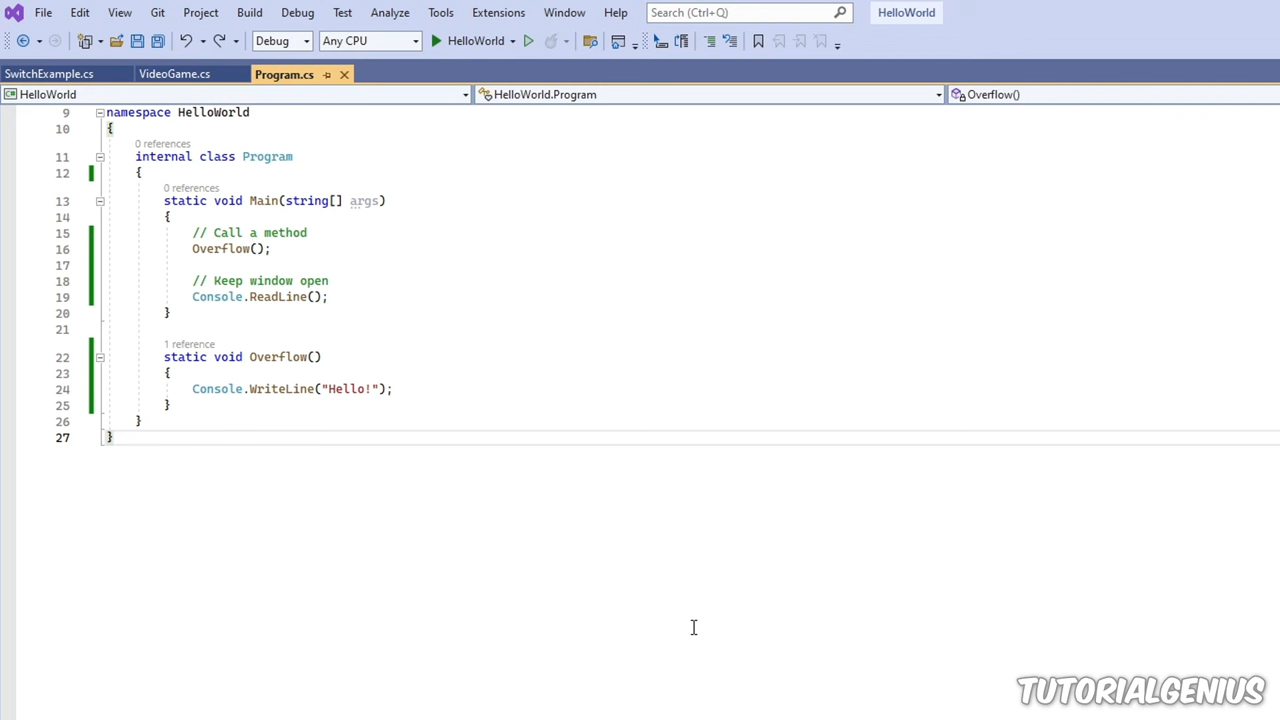 File Edit View Git Project Build Debug Test Analyze Tools Extensions Window Help Search (Ctrl+Q) HelloWorld
Debug Any CPU HelloWorld
SwitchExample.cs VideoGame.cs Program.cs
HelloWorld HelloWorld.Program Overflow()
9 namespace HelloWorld
10 {
0 references
11 internal class Program
12 {
0 references
13 static void Main(string[] args)
14 {
15 // Call a method
16 Overflow();
17
18 // Keep window open
19 Console.ReadLine();
20 }
21
1 reference
22 static void Overflow()
23 {
24 Console.WriteLine("Hello!");
25 }
26 }
27 }
TUTORIALGENIUS